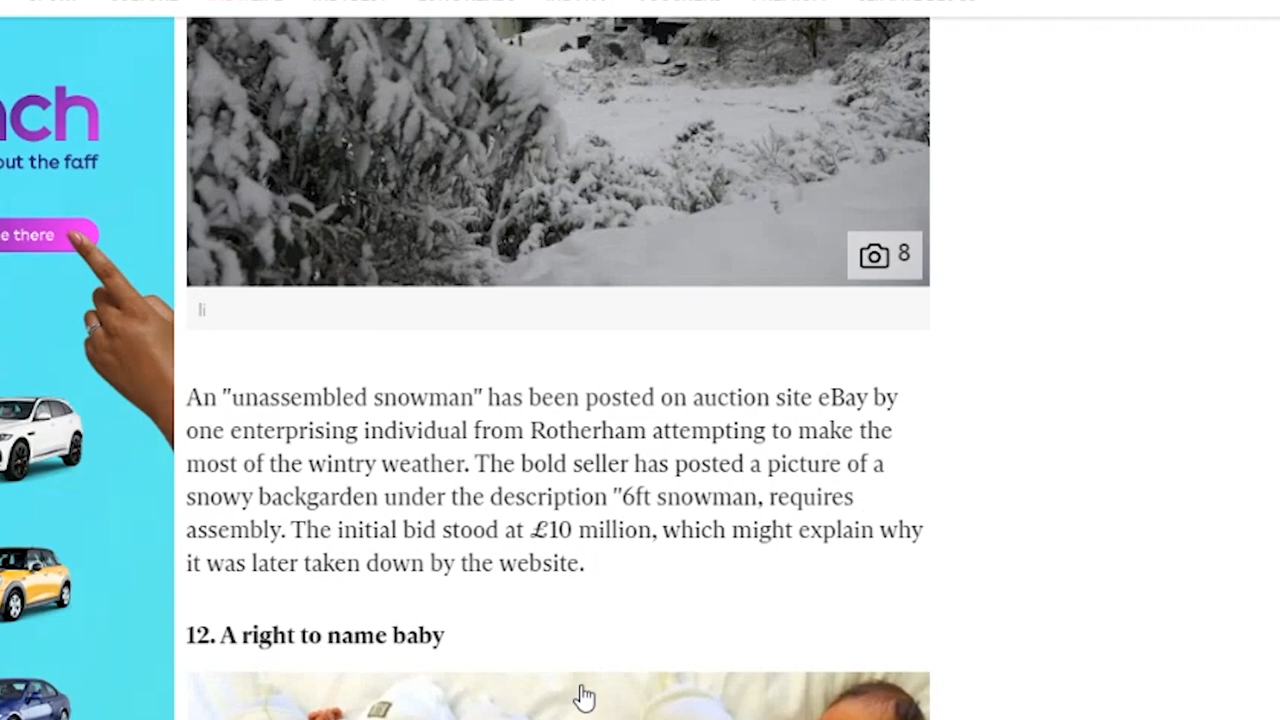 nch
out the faff
e there
8
li
An "unassembled snowman" has been posted on auction site eBay by
one enterprising individual from Rotherham attempting to make the
most of the wintry weather. The bold seller has posted a picture of a
snowy backgarden under the description "6ft snowman, requires
assembly. The initial bid stood at £10 million, which might explain why
it was later taken down by the website.
12. A right to name baby